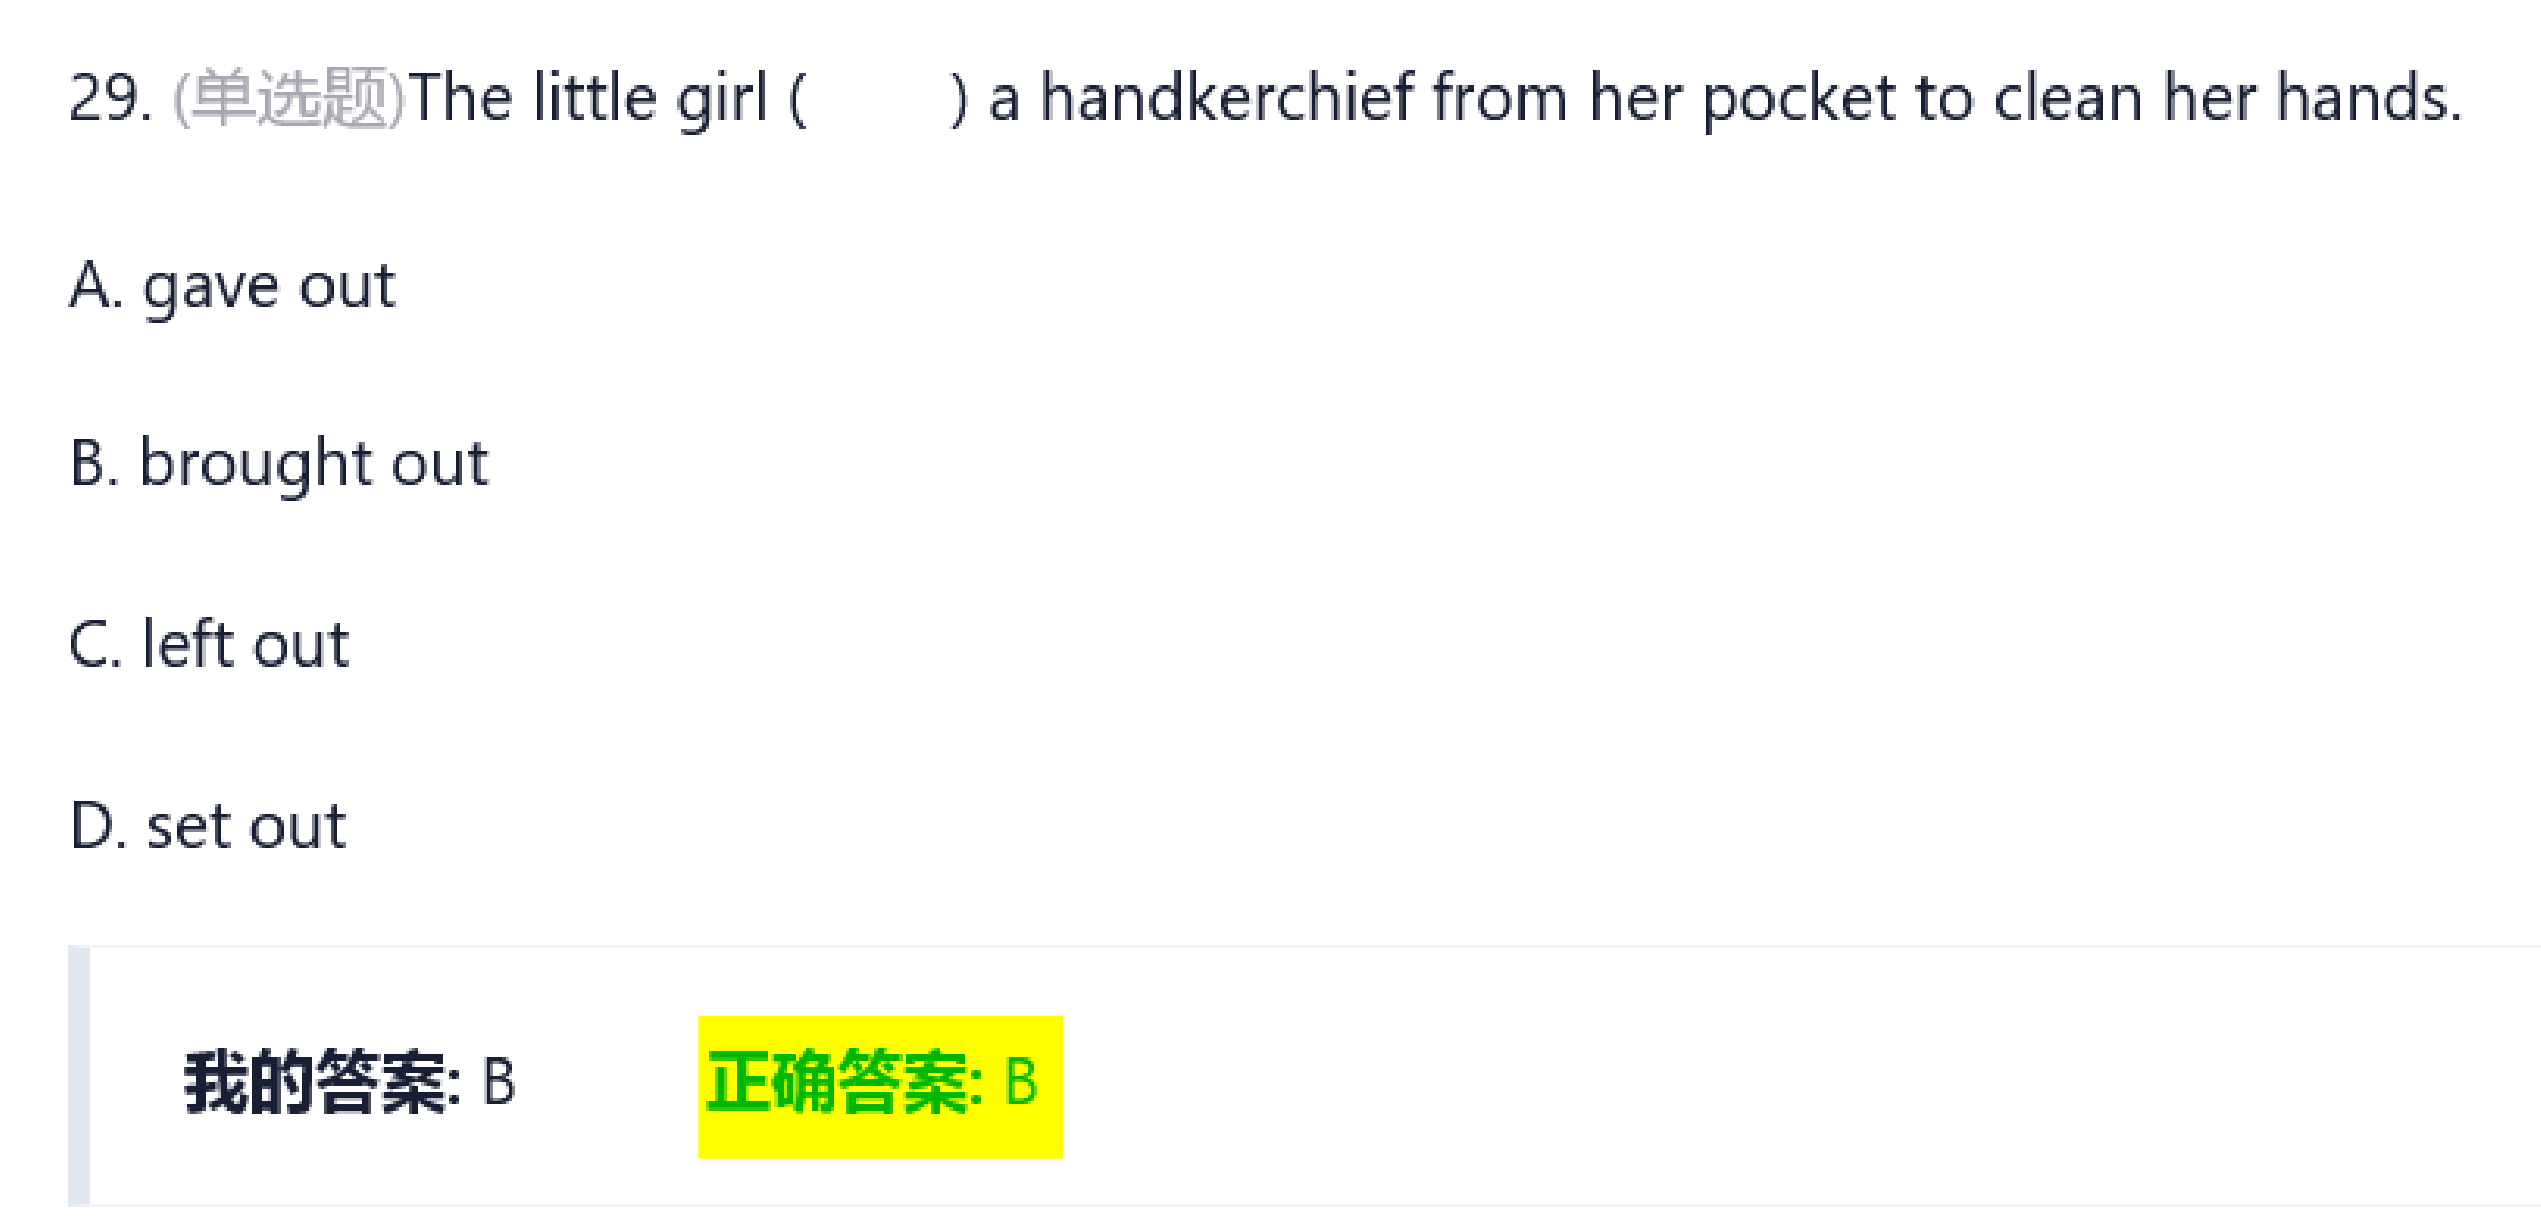 29. (单选题)The little girl (        ) a handkerchief from her pocket to clean her hands.
A. gave out
B. brought out
C. left out
D. set out
我的答案: B 正确答案: B